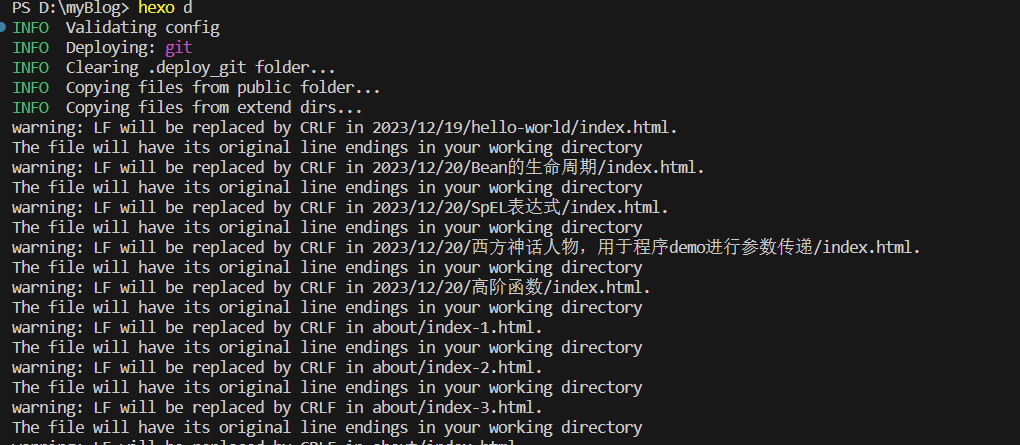 PS D:\myBlog> hexo d
INFO  Validating config
INFO  Deploying: git
INFO  Clearing .deploy_git folder...
INFO  Copying files from public folder...
INFO  Copying files from extend dirs...
warning: LF will be replaced by CRLF in 2023/12/19/hello-world/index.html.
The file will have its original line endings in your working directory
warning: LF will be replaced by CRLF in 2023/12/20/Bean的生命周期/index.html.
The file will have its original line endings in your working directory
warning: LF will be replaced by CRLF in 2023/12/20/SpEL表达式/index.html.
The file will have its original line endings in your working directory
warning: LF will be replaced by CRLF in 2023/12/20/西方神话人物，用于程序demo进行参数传递/index.html.
The file will have its original line endings in your working directory
warning: LF will be replaced by CRLF in 2023/12/20/高阶函数/index.html.
The file will have its original line endings in your working directory
warning: LF will be replaced by CRLF in about/index-1.html.
The file will have its original line endings in your working directory
warning: LF will be replaced by CRLF in about/index-2.html.
The file will have its original line endings in your working directory
warning: LF will be replaced by CRLF in about/index-3.html.
The file will have its original line endings in your working directory
warning: LF will be replaced by CRLF in about/index.html.